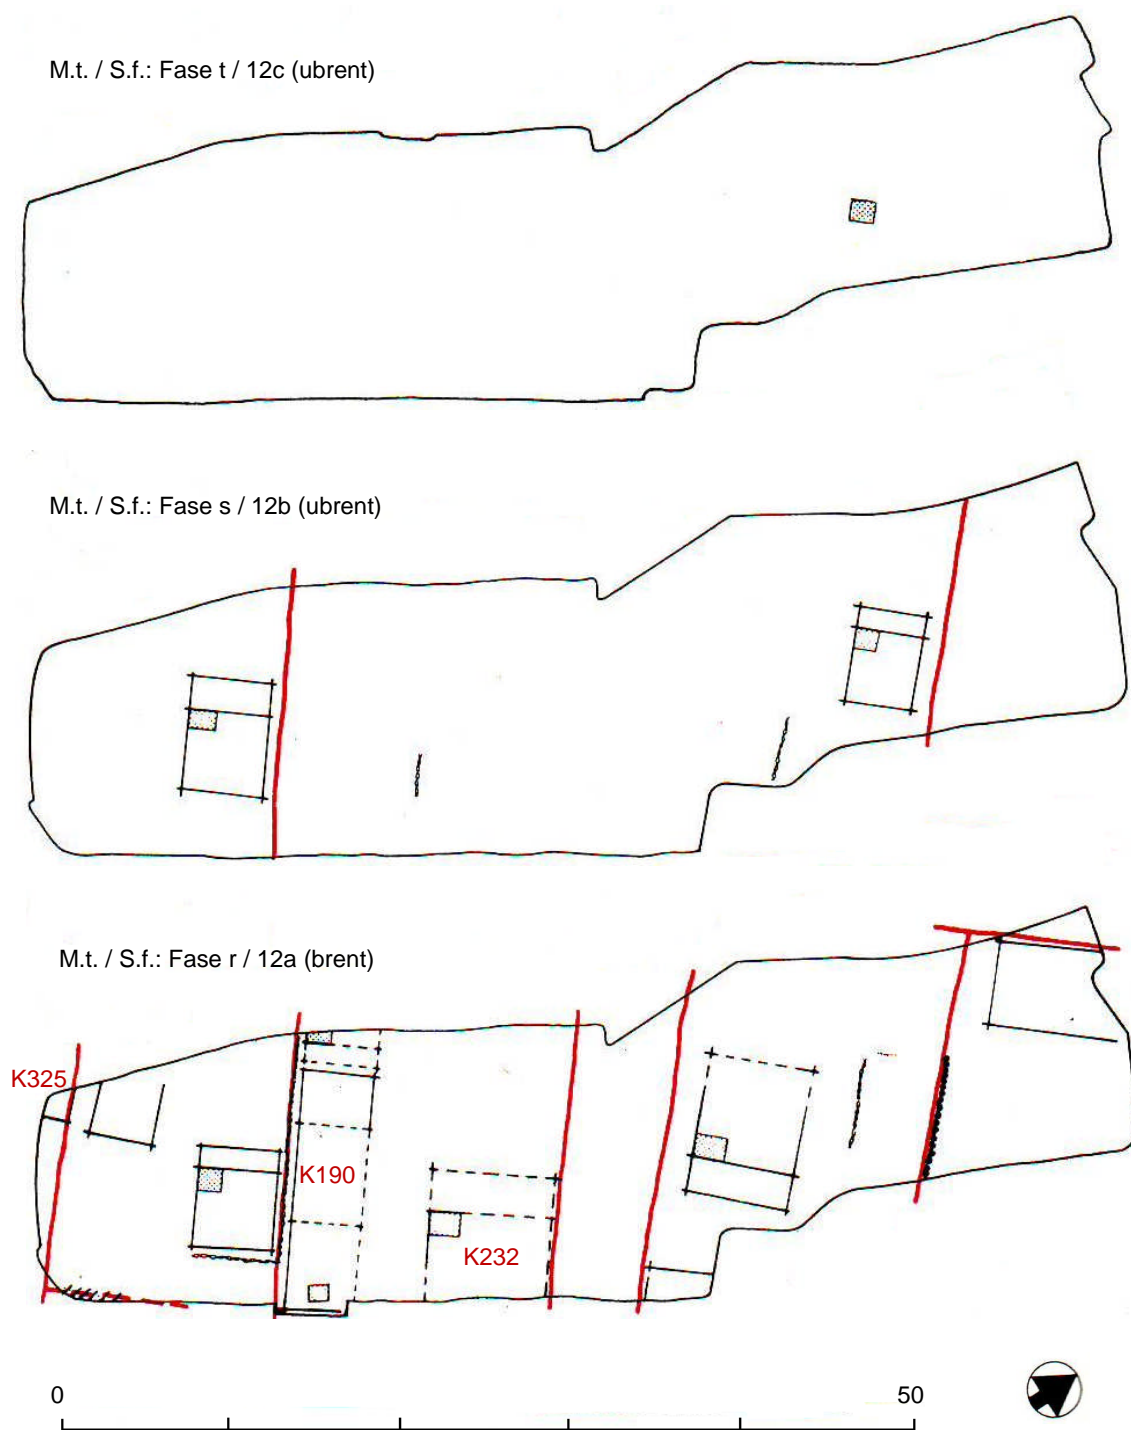 M.t. / S.f.: Fase t / 12c (ubrent)
M.t. / S.f.: Fase s / 12b (ubrent)
M.t. / S.f.: Fase r / 12a (brent)
K325
K190
K232
0 50